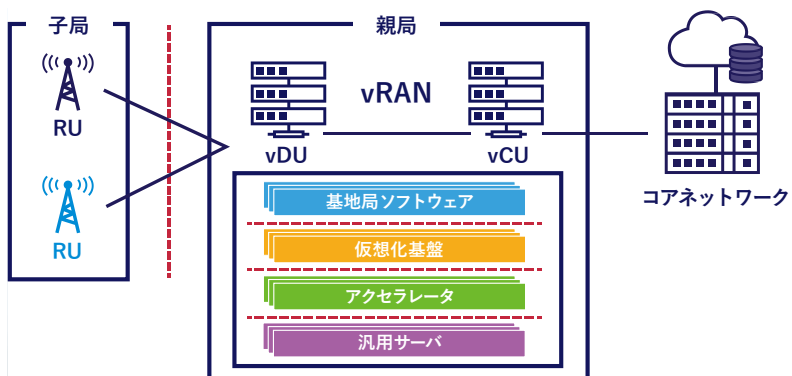 子局
RU
RU
親局
vRAN
vDU
vCU
基地局ソフトウェア
仮想化基盤
アクセラレータ
汎用サーバ
コアネットワーク